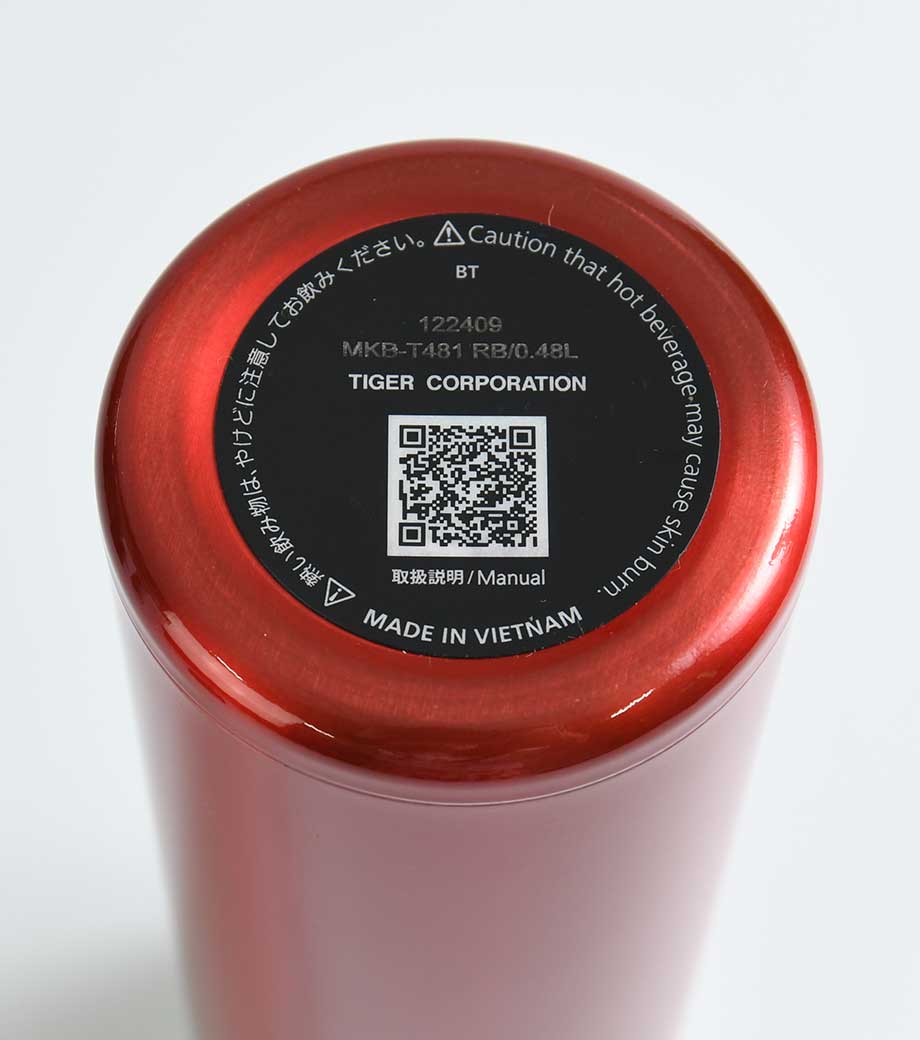 ⚠Caution that hot beverage may cause skin burn.
BT
122409
MKB-T481 RB/0.48L
TIGER CORPORATION
取扱説明/Manual
MADE IN VIETNAM
⚠熱い飲み物は、やけどに注意してお飲みください。